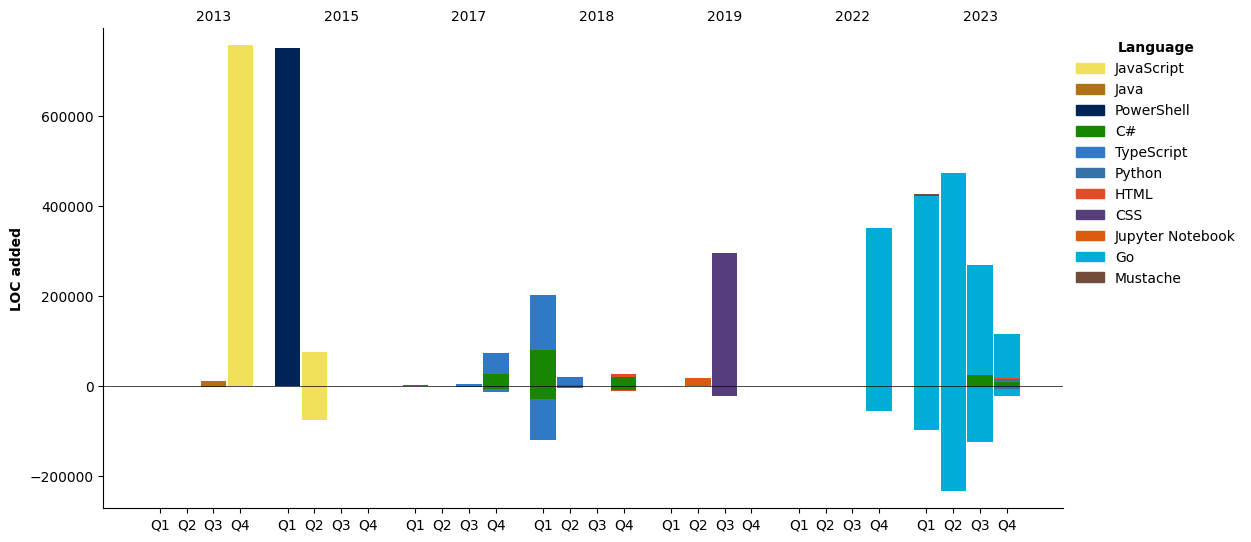 2013 2015 2017 2018 2019 2022 2023
Language
JavaScript
Java
PowerShell
C#
TypeScript
Python
HTML
CSS
Jupyter Notebook
Go
Mustache
LOC added
600000
400000
200000
0
−200000
Q1 Q2 Q3 Q4 Q1 Q2 Q3 Q4 Q1 Q2 Q3 Q4 Q1 Q2 Q3 Q4 Q1 Q2 Q3 Q4 Q1 Q2 Q3 Q4 Q1 Q2 Q3 Q4